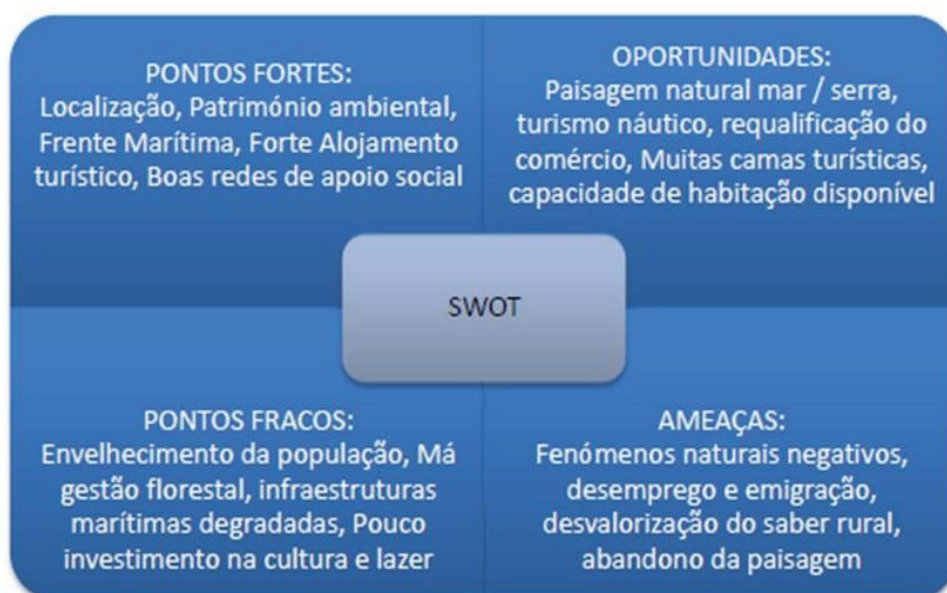 PONTOS FORTES:
Localização, Património ambiental,
Frente Marítima, Forte Alojamento
turístico, Boas redes de apoio social
OPORTUNIDADES:
Paisagem natural mar / serra,
turismo náutico, requalificação do
comércio, Muitas camas turísticas,
capacidade de habitação disponível
SWOT
PONTOS FRACOS:
Envelhecimento da população, Má
gestão florestal, infraestruturas
marítimas degradadas, Pouco
investimento na cultura e lazer
AMEAÇAS:
Fenómenos naturais negativos,
desemprego e emigração,
desvalorização do saber rural,
abandono da paisagem